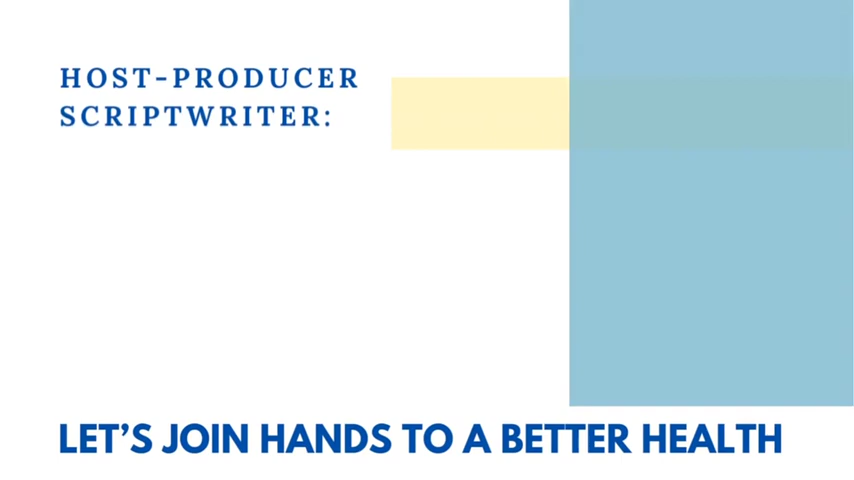 HOST-PRODUCER
SCRIPTWRITER:
LET'S JOIN HANDS TO A BETTER HEALTH